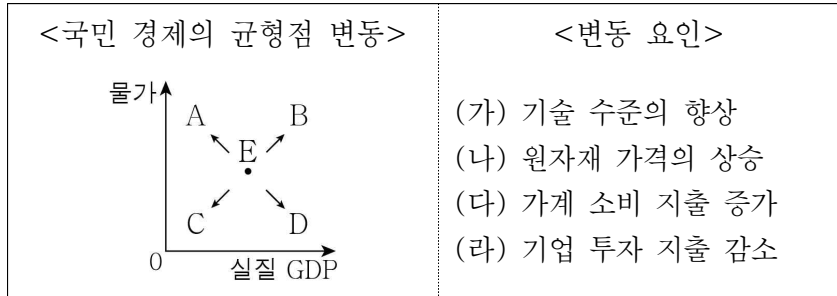 <국민 경제의 균형점 변동>
물가
A
B
E
C
D
0
실질 GDP
<변동 요인>
(가) 기술 수준의 향상
(나) 원자재 가격의 상승
(다) 가계 소비 지출 증가
(라) 기업 투자 지출 감소